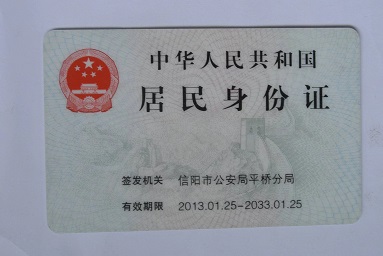 中华人民共和国
居民身份证
签发机关 信阳市公安局平桥分局
有效期限 2013.01.25-2033.01.25